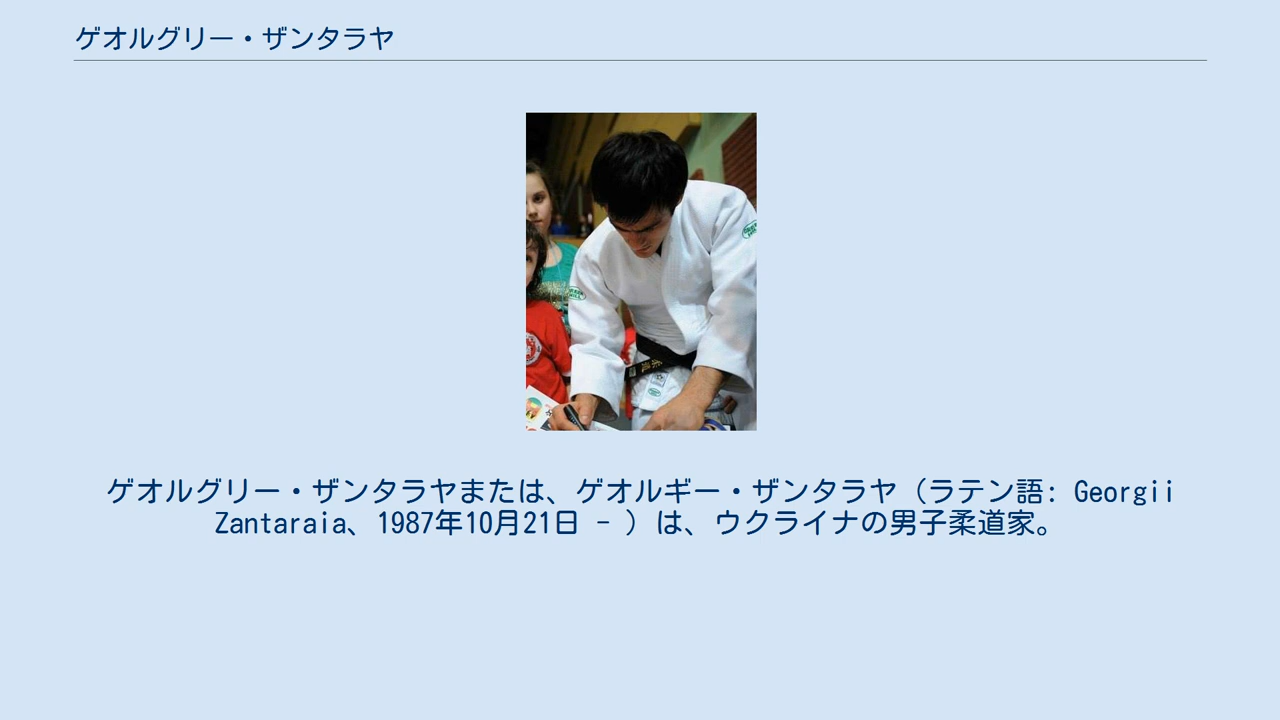 ゲオルグリー・ザンタラヤ
ゲオルグリー・ザンタラヤまたは、ゲオルギー・ザンタラヤ（ラテン語: Georgii
Zantaraia、1987年10月21日 - ）は、ウクライナの男子柔道家。